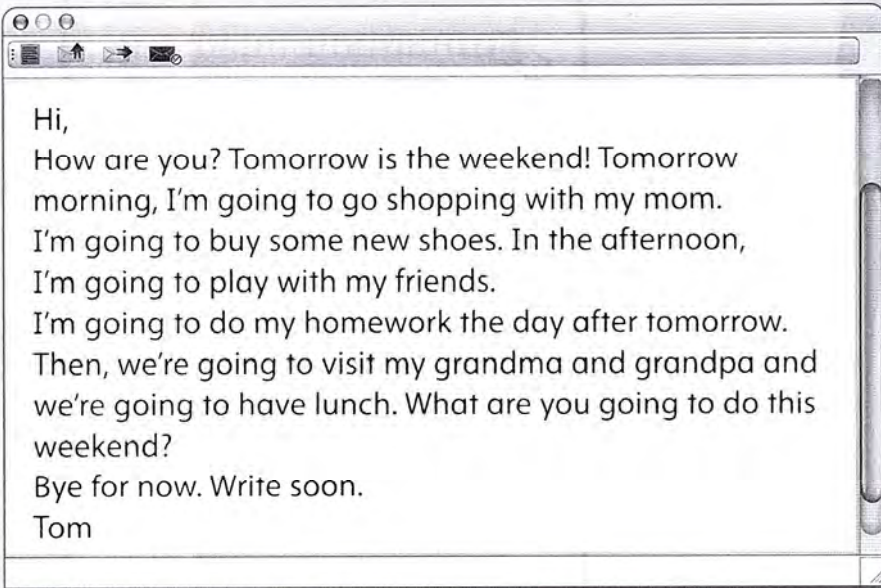 Hi,
How are you? Tomorrow is the weekend! Tomorrow
morning, I'm going to go shopping with my mom.
I'm going to buy some new shoes. In the afternoon,
I'm going to play with my friends.
I'm going to do my homework the day after tomorrow.
Then, we're going to visit my grandma and grandpa and
we're going to have lunch. What are you going to do this
weekend?
Bye for now. Write soon.
Tom